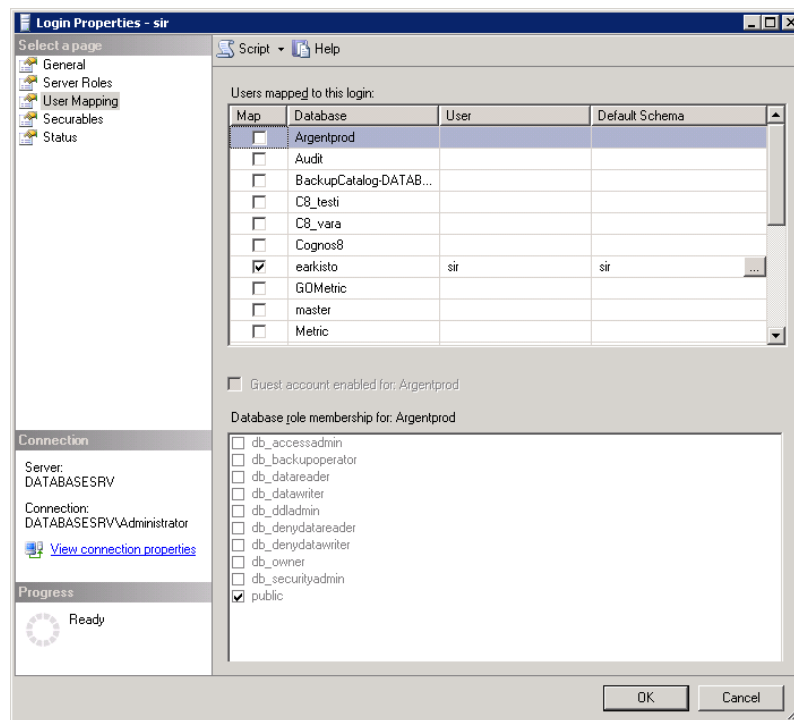 Login Properties - sir
Select a page
General
Server Roles
User Mapping
Securables
Status
Script
Help
Users mapped to this login:
Map Database User Default Schema
Argentprod
Audit
BackupCatalog-DATAB...
C8_testi
C8_vara
Cognos8
earkisto sir sir ...
GOMetric
master
Metric
Guest account enabled for: Argentprod
Database role membership for: Argentprod
db_accessadmin
db_backupoperator
db_datareader
db_datawriter
db_ddladmin
db_denydatareader
db_denydatawriter
db_owner
db_securityadmin
public
Connection
Server:
DATABASESRV
Connection:
DATABASESRV\Administrator
View connection properties
Progress
Ready
OK Cancel